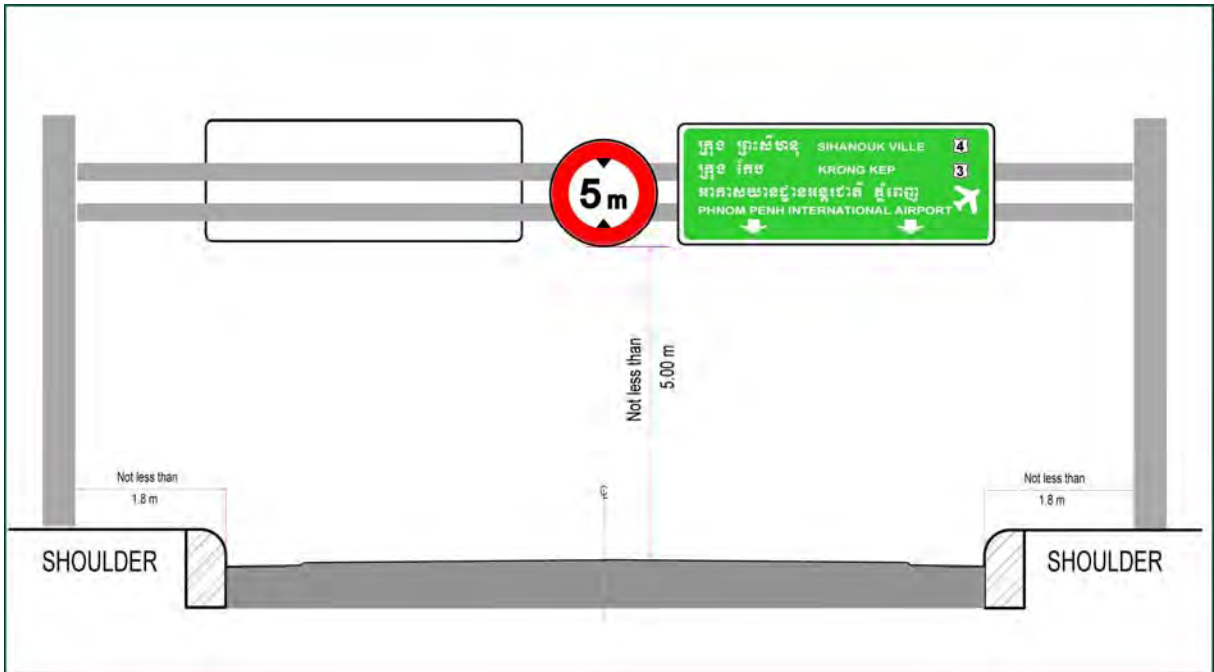 ក្រុង ព្រះសីហនុ SIHANOUK VILLE 4
ក្រុង កែប KRONG KEP 3
អាកាសយានដ្ឋានអន្តរជាតិ ភ្នំពេញ
PHNOM PENH INTERNATIONAL AIRPORT
5 m
Not less than
5.00 m
Not less than
1.8 m
Not less than
1.8 m
SHOULDER
SHOULDER